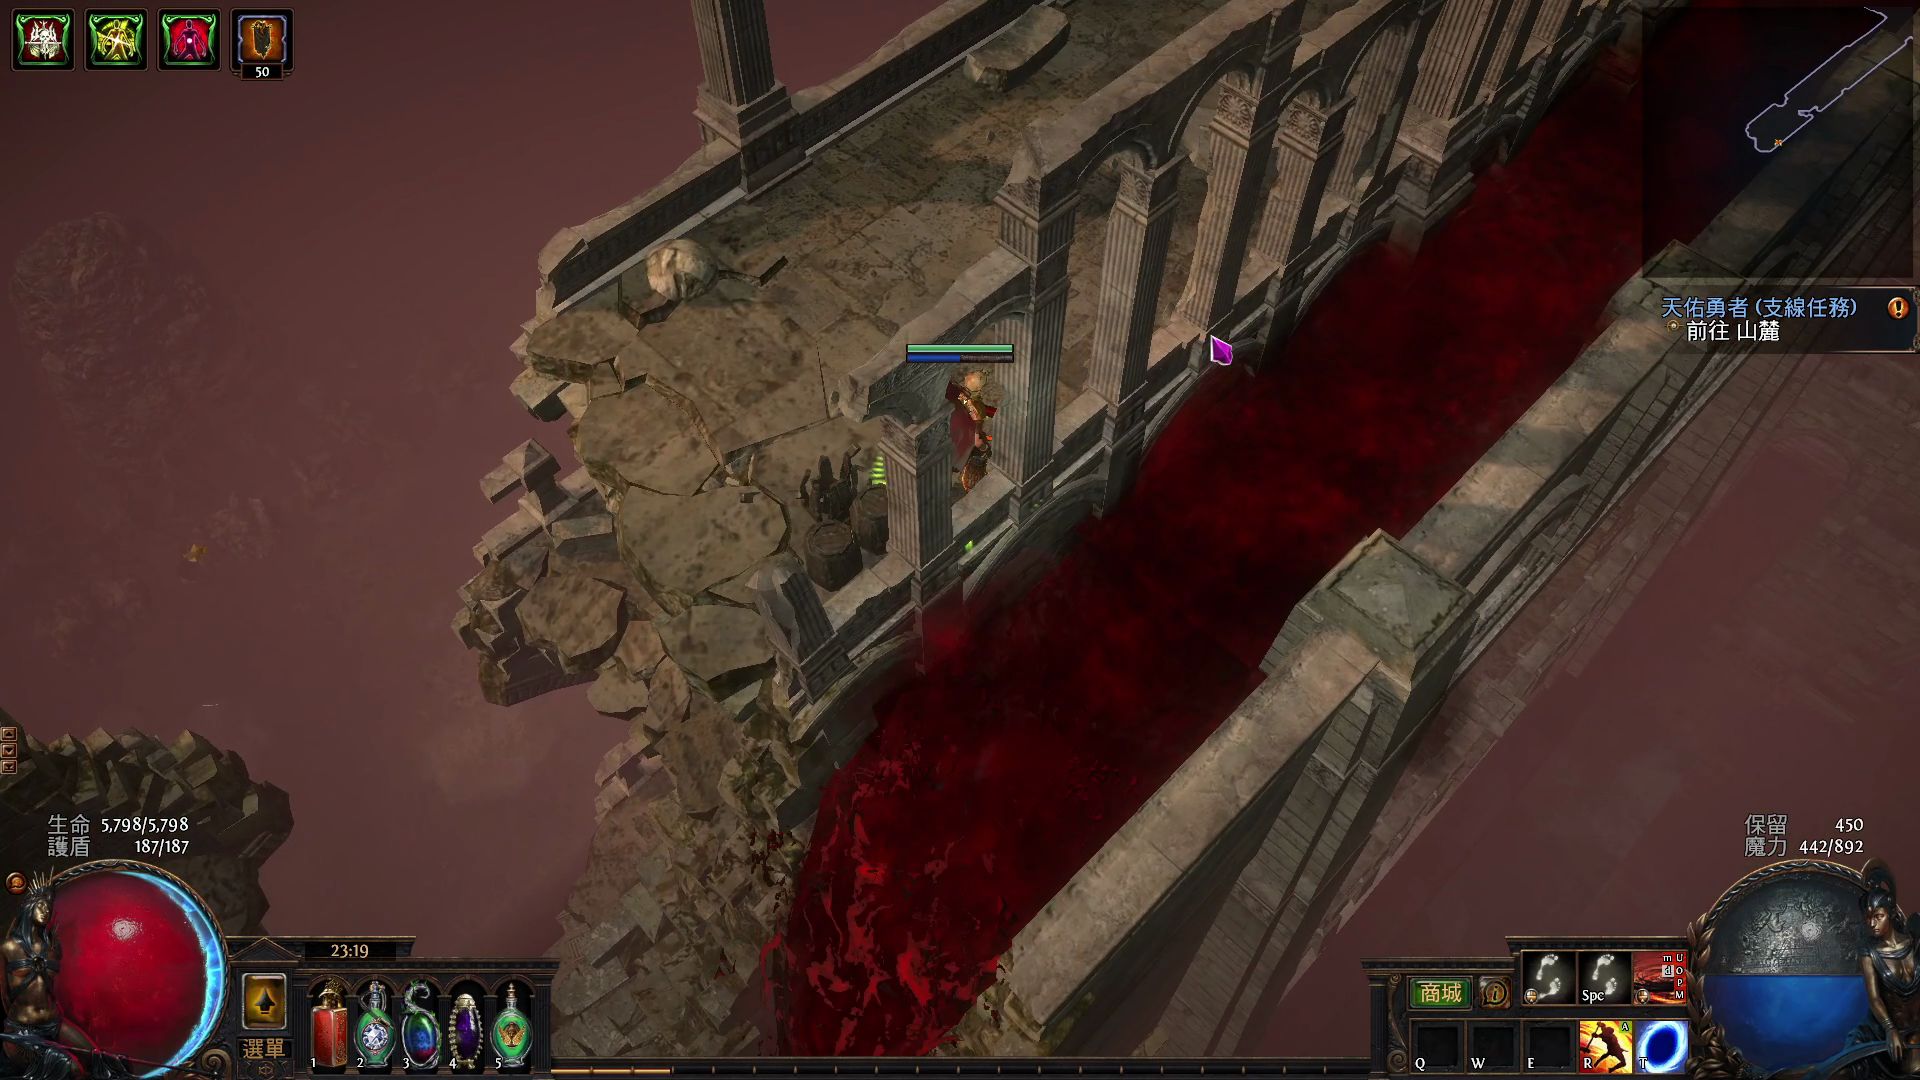 50
天佑勇者 (支線任務)
前往 山麓
生命 5,798/5,798
護盾 187/187
保留 450
魔力 442/892
23:19
選單
1 2 3 4 5
商城
Spc
m U
d O
P
M
Q W E R A T